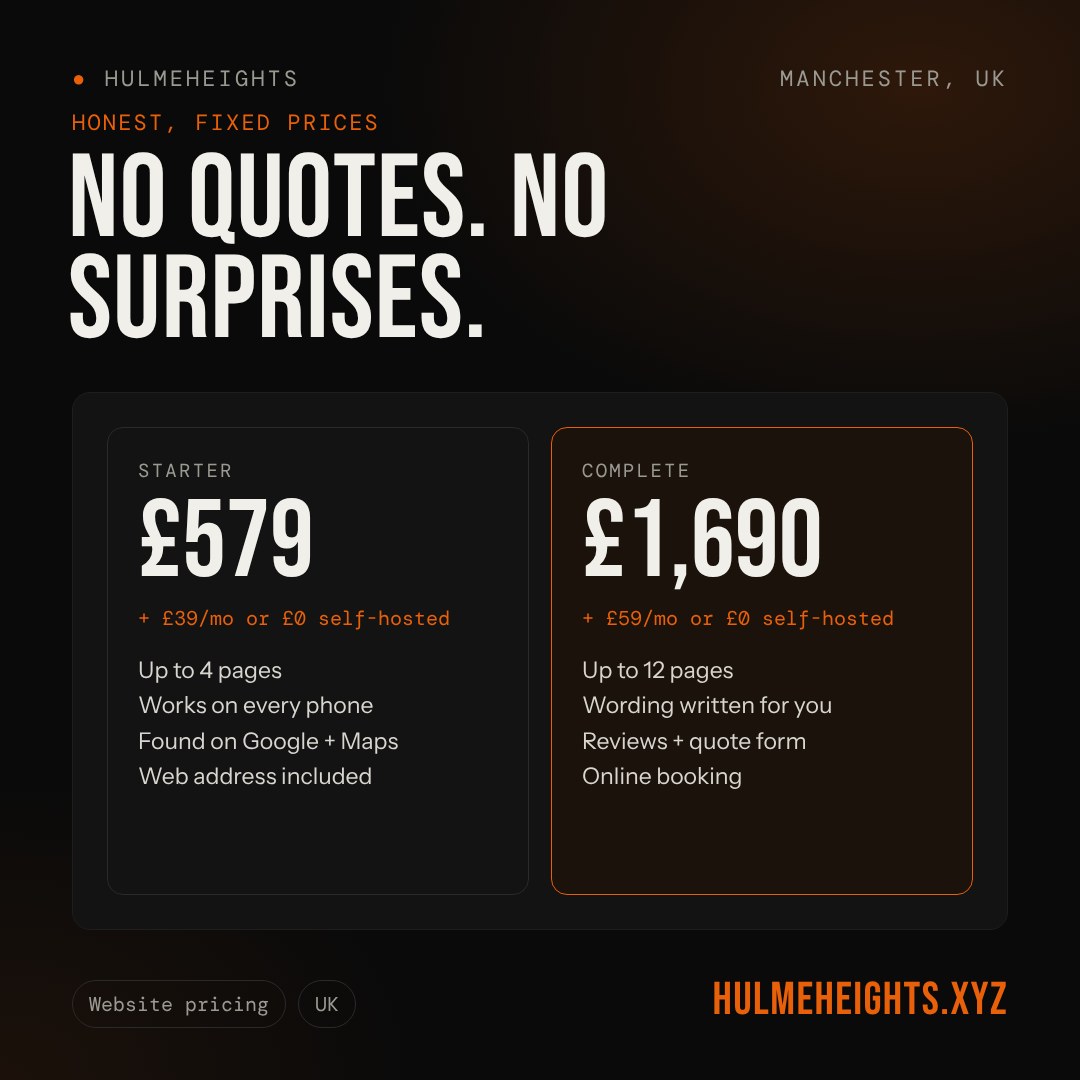 HULMEHEIGHTS
MANCHESTER, UK
HONEST, FIXED PRICES
NO QUOTES. NO
SURPRISES.
STARTER
£579
+ £39/mo or £0 self-hosted
Up to 4 pages
Works on every phone
Found on Google + Maps
Web address included
COMPLETE
£1,690
+ £59/mo or £0 self-hosted
Up to 12 pages
Wording written for you
Reviews + quote form
Online booking
Website pricing
UK
HULMEHEIGHTS.XYZ